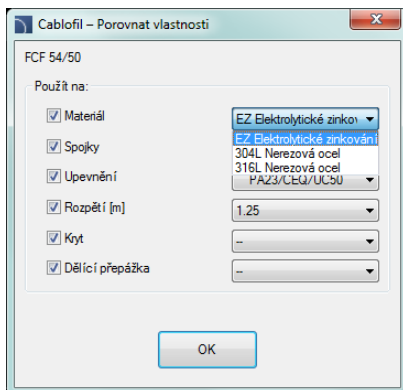 Cablofil – Porovnat vlastnosti
FCF 54/50
Použít na:
Materiál
EZ Elektrolytické zinkov
EZ Elektrolytické zinkování
Spojky
304L Nerezová ocel
316L Nerezová ocel
Upevnění
PA23/CEQ/UC50
Rozpětí [m]
1.25
Kryt
--
Dělící přepážka
--
OK